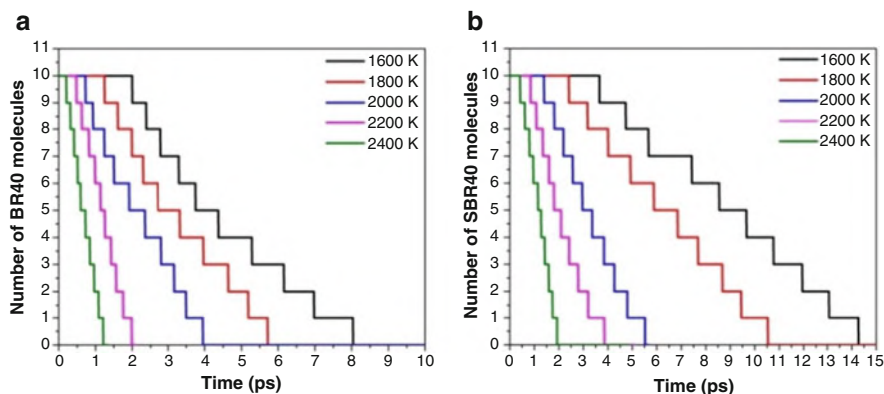 a
11
10
9
8
7
6
5
4
3
2
1
0
Number of BR40 molecules
1600 K
1800 K
2000 K
2200 K
2400 K
0 1 2 3 4 5 6 7 8 9 10
Time (ps)
b
11
10
9
8
7
6
5
4
3
2
1
0
Number of SBR40 molecules
1600 K
1800 K
2000 K
2200 K
2400 K
0 1 2 3 4 5 6 7 8 9 10 11 12 13 14 15
Time (ps)